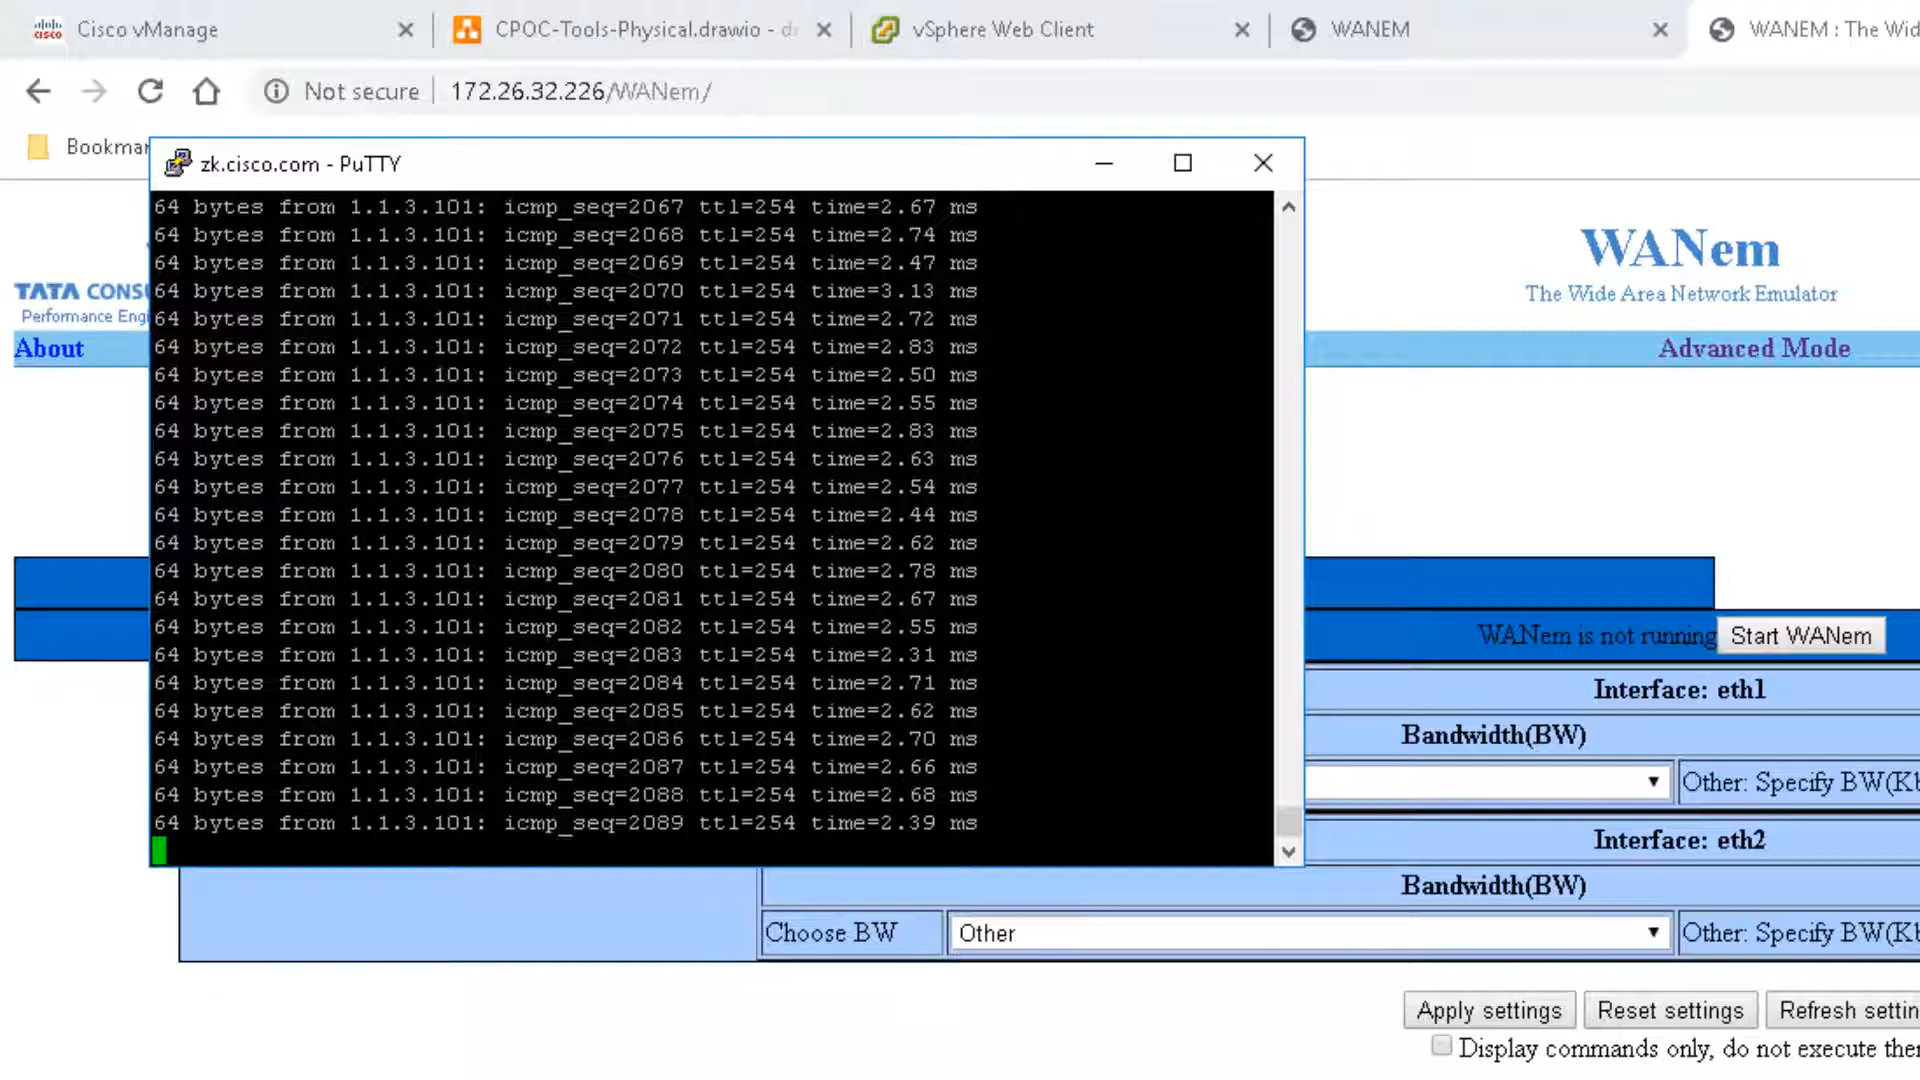 Cisco vManage
CPOC-Tools-Physical.drawio - d
vSphere Web Client
WANEM
WANEM : The Wid
Not secure
172.26.32.226/WANem/
zk.cisco.com - PuTTY
64 bytes from 1.1.3.101: icmp_seq=2067 ttl=254 time=2.67 ms
64 bytes from 1.1.3.101: icmp_seq=2068 ttl=254 time=2.74 ms
64 bytes from 1.1.3.101: icmp_seq=2069 ttl=254 time=2.47 ms
64 bytes from 1.1.3.101: icmp_seq=2070 ttl=254 time=3.13 ms
64 bytes from 1.1.3.101: icmp_seq=2071 ttl=254 time=2.72 ms
64 bytes from 1.1.3.101: icmp_seq=2072 ttl=254 time=2.83 ms
64 bytes from 1.1.3.101: icmp_seq=2073 ttl=254 time=2.50 ms
64 bytes from 1.1.3.101: icmp_seq=2074 ttl=254 time=2.55 ms
64 bytes from 1.1.3.101: icmp_seq=2075 ttl=254 time=2.83 ms
64 bytes from 1.1.3.101: icmp_seq=2076 ttl=254 time=2.63 ms
64 bytes from 1.1.3.101: icmp_seq=2077 ttl=254 time=2.54 ms
64 bytes from 1.1.3.101: icmp_seq=2078 ttl=254 time=2.44 ms
64 bytes from 1.1.3.101: icmp_seq=2079 ttl=254 time=2.62 ms
64 bytes from 1.1.3.101: icmp_seq=2080 ttl=254 time=2.78 ms
64 bytes from 1.1.3.101: icmp_seq=2081 ttl=254 time=2.67 ms
64 bytes from 1.1.3.101: icmp_seq=2082 ttl=254 time=2.55 ms
64 bytes from 1.1.3.101: icmp_seq=2083 ttl=254 time=2.31 ms
64 bytes from 1.1.3.101: icmp_seq=2084 ttl=254 time=2.71 ms
64 bytes from 1.1.3.101: icmp_seq=2085 ttl=254 time=2.62 ms
64 bytes from 1.1.3.101: icmp_seq=2086 ttl=254 time=2.70 ms
64 bytes from 1.1.3.101: icmp_seq=2087 ttl=254 time=2.66 ms
64 bytes from 1.1.3.101: icmp_seq=2088 ttl=254 time=2.68 ms
64 bytes from 1.1.3.101: icmp_seq=2089 ttl=254 time=2.39 ms
Bookmar
TATA CONSU
Performance Engi
About
WANem
The Wide Area Network Emulator
Advanced Mode
WANem is not running
Start WANem
Interface: eth1
Bandwidth(BW)
Other: Specify BW(Kb
Interface: eth2
Bandwidth(BW)
Choose BW
Other
Other: Specify BW(Kb
Apply settings
Reset settings
Refresh settin
Display commands only, do not execute ther